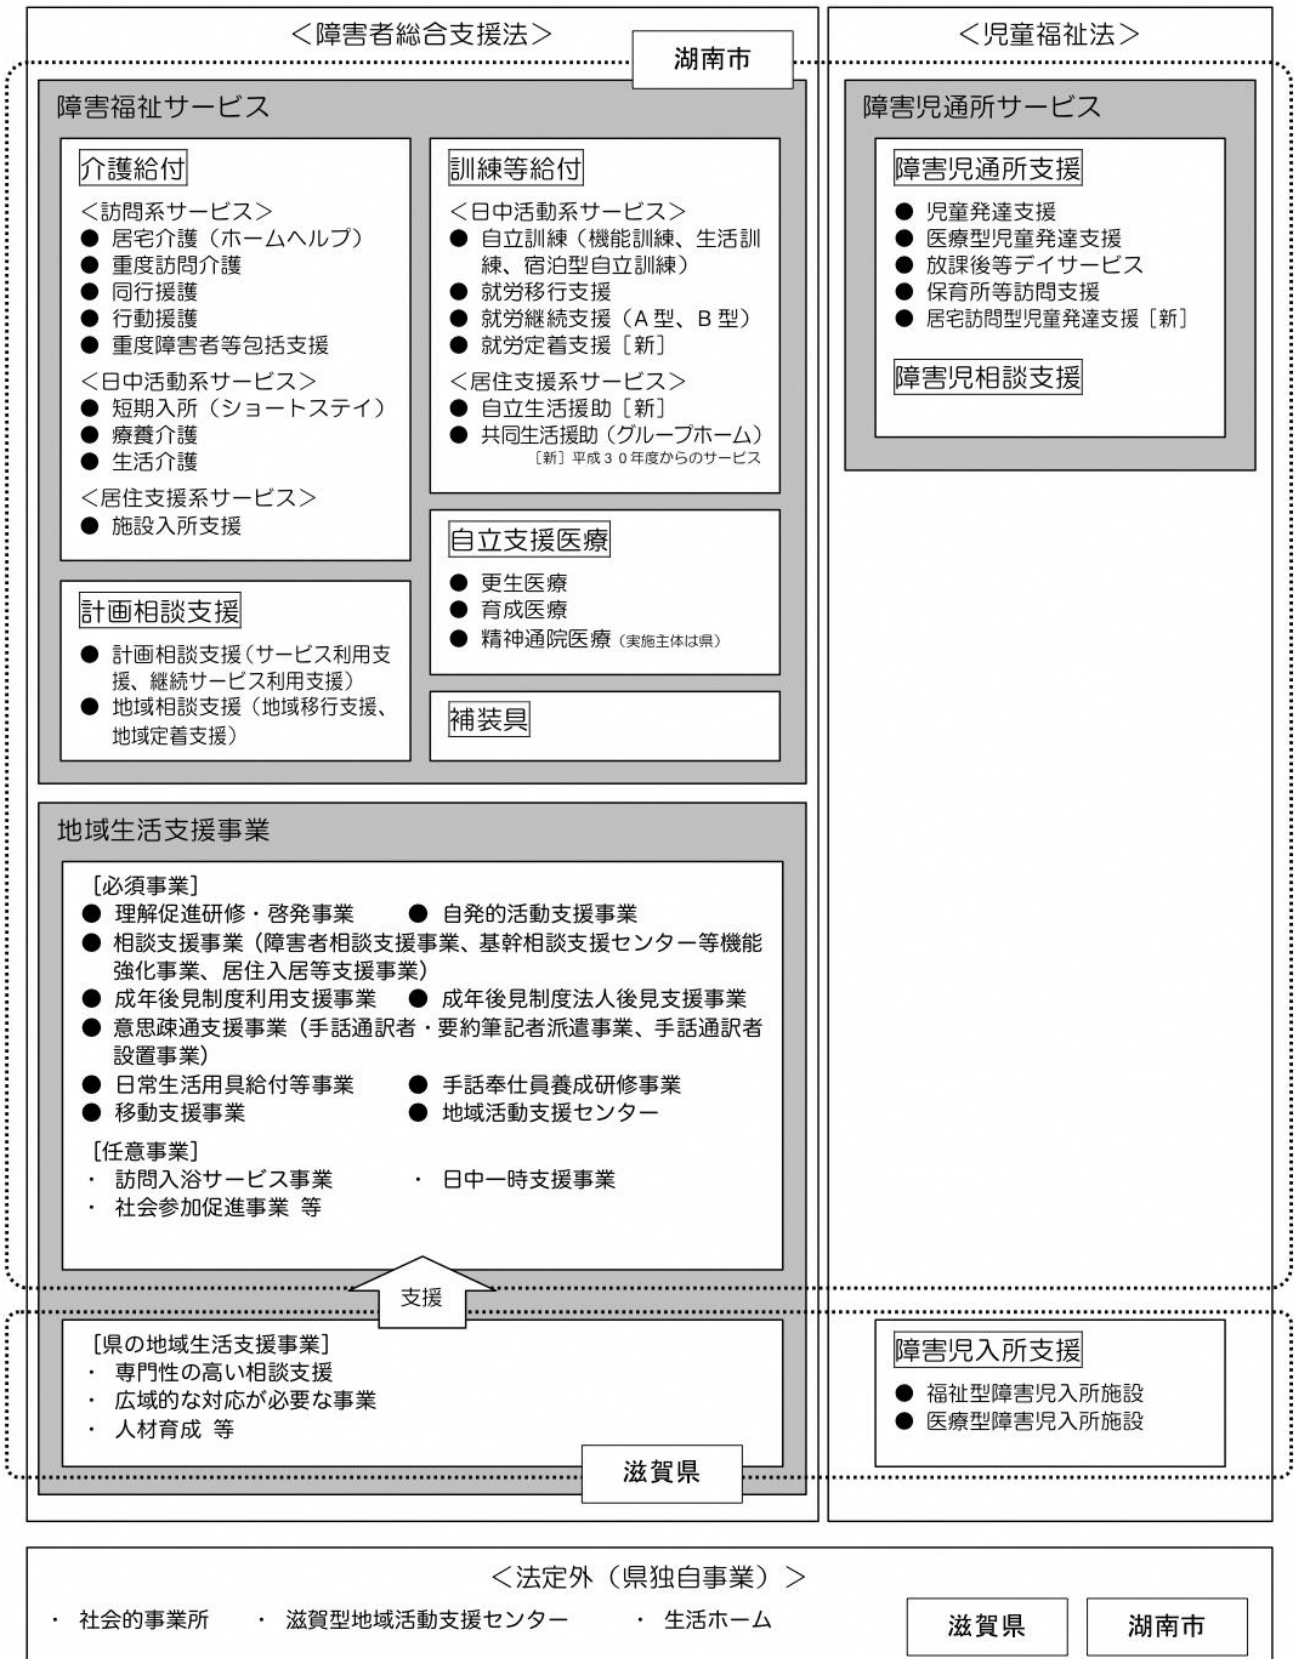 ＜障害者総合支援法＞
湖南市
障害福祉サービス
介護給付
＜訪問系サービス＞
● 居宅介護（ホームヘルプ）
● 重度訪問介護
● 同行援護
● 行動援護
● 重度障害者等包括支援
＜日中活動系サービス＞
● 短期入所（ショートステイ）
● 療養介護
● 生活介護
＜居住支援系サービス＞
● 施設入所支援
訓練等給付
＜日中活動系サービス＞
● 自立訓練（機能訓練、生活訓
練、宿泊型自立訓練）
● 就労移行支援
● 就労継続支援（Ａ型、Ｂ型）
● 就労定着支援［新］
＜居住支援系サービス＞
● 自立生活援助［新］
● 共同生活援助（グループホーム）
［新］平成３０年度からのサービス
計画相談支援
● 計画相談支援（サービス利用支
援、継続サービス利用支援）
● 地域相談支援（地域移行支援、
地域定着支援）
自立支援医療
● 更生医療
● 育成医療
● 精神通院医療（実施主体は県）
補装具
地域生活支援事業
［必須事業］
● 理解促進研修・啓発事業 ● 自発的活動支援事業
● 相談支援事業（障害者相談支援事業、基幹相談支援センター等機能
強化事業、居住入居等支援事業）
● 成年後見制度利用支援事業 ● 成年後見制度法人後見支援事業
● 意思疎通支援事業（手話通訳者・要約筆記者派遣事業、手話通訳者
設置事業）
● 日常生活用具給付等事業 ● 手話奉仕員養成研修事業
● 移動支援事業 ● 地域活動支援センター
［任意事業］
・ 訪問入浴サービス事業 ・ 日中一時支援事業
・ 社会参加促進事業 等
支援
［県の地域生活支援事業］
・ 専門性の高い相談支援
・ 広域的な対応が必要な事業
・ 人材育成 等
滋賀県
＜児童福祉法＞
障害児通所サービス
障害児通所支援
● 児童発達支援
● 医療型児童発達支援
● 放課後等デイサービス
● 保育所等訪問支援
● 居宅訪問型児童発達支援［新］
障害児相談支援
障害児入所支援
● 福祉型障害児入所施設
● 医療型障害児入所施設
＜法定外（県独自事業）＞
・ 社会的事業所 ・ 滋賀型地域活動支援センター ・ 生活ホーム
滋賀県 湖南市